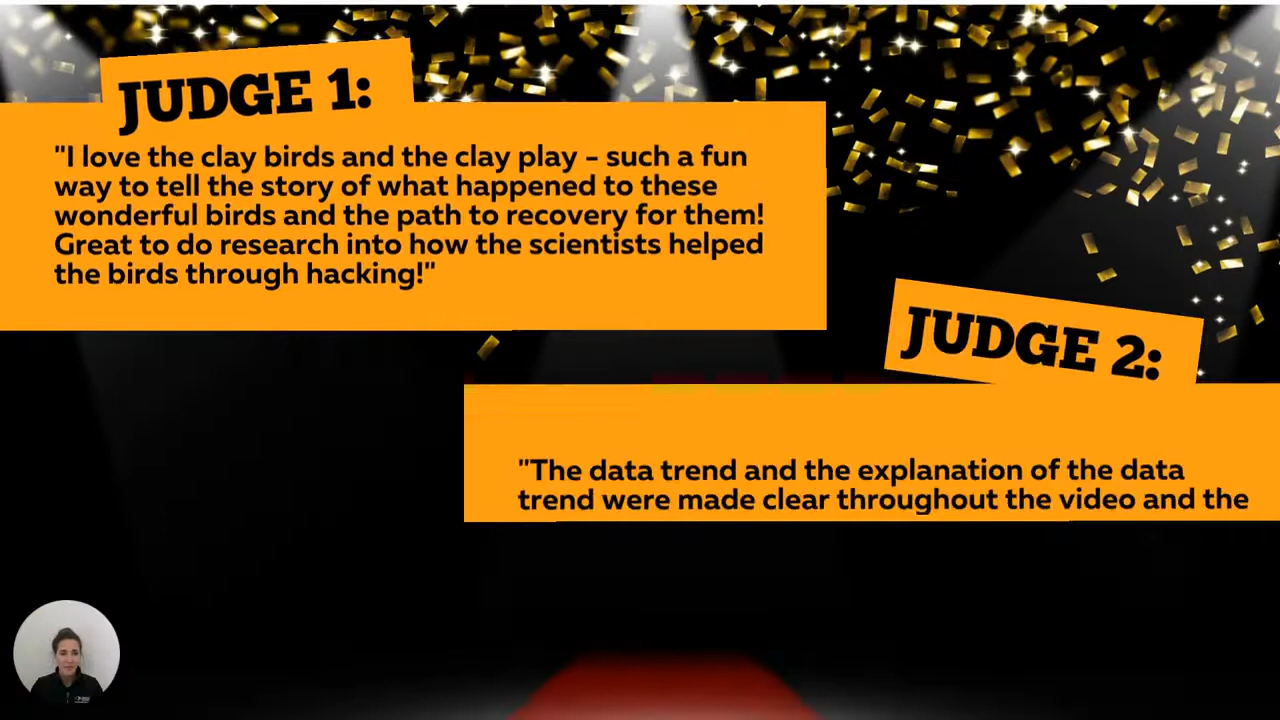 JUDGE 1:
"I love the clay birds and the clay play – such a fun
way to tell the story of what happened to these
wonderful birds and the path to recovery for them!
Great to do research into how the scientists helped
the birds through hacking!"
JUDGE 2:
"The data trend and the explanation of the data
trend were made clear throughout the video and the